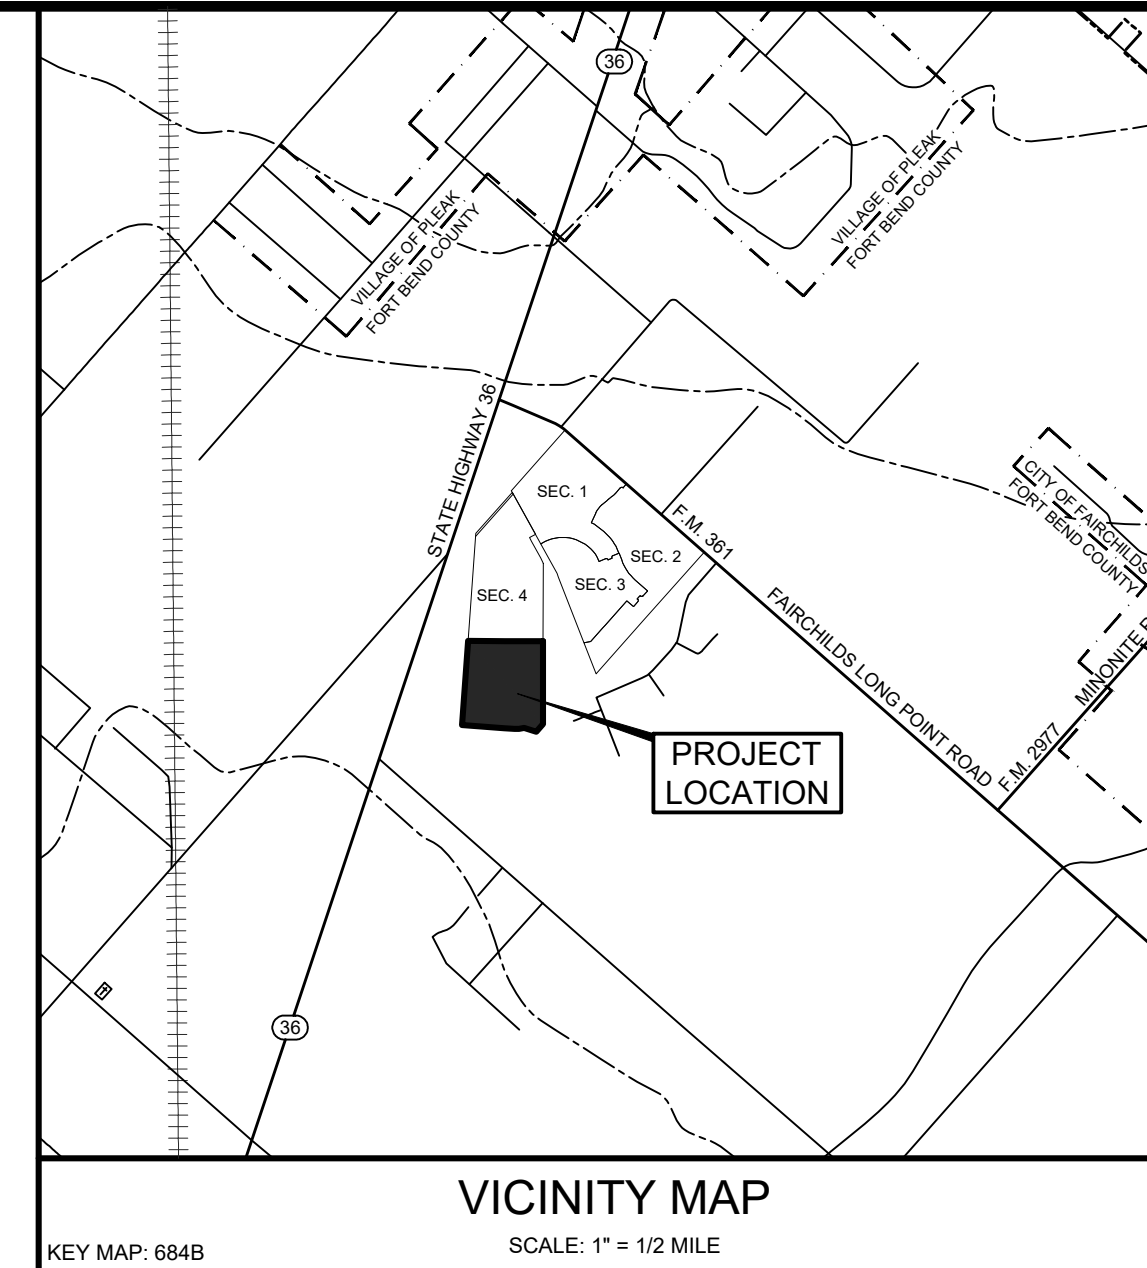 36
VILLAGE OF PLEAK
FORT BEND COUNTY
VILLAGE OF PLEAK
FORT BEND COUNTY
STATE HIGHWAY 36
SEC. 1
SEC. 2
SEC. 3
SEC. 4
F.M. 361
CITY OF FAIRCHILDS
FORT BEND COUNTY
FAIRCHILDS LONG POINT ROAD
F.M. 2977
MINONITE
PROJECT
LOCATION
36
VICINITY MAP
SCALE: 1" = 1/2 MILE
KEY MAP: 684B